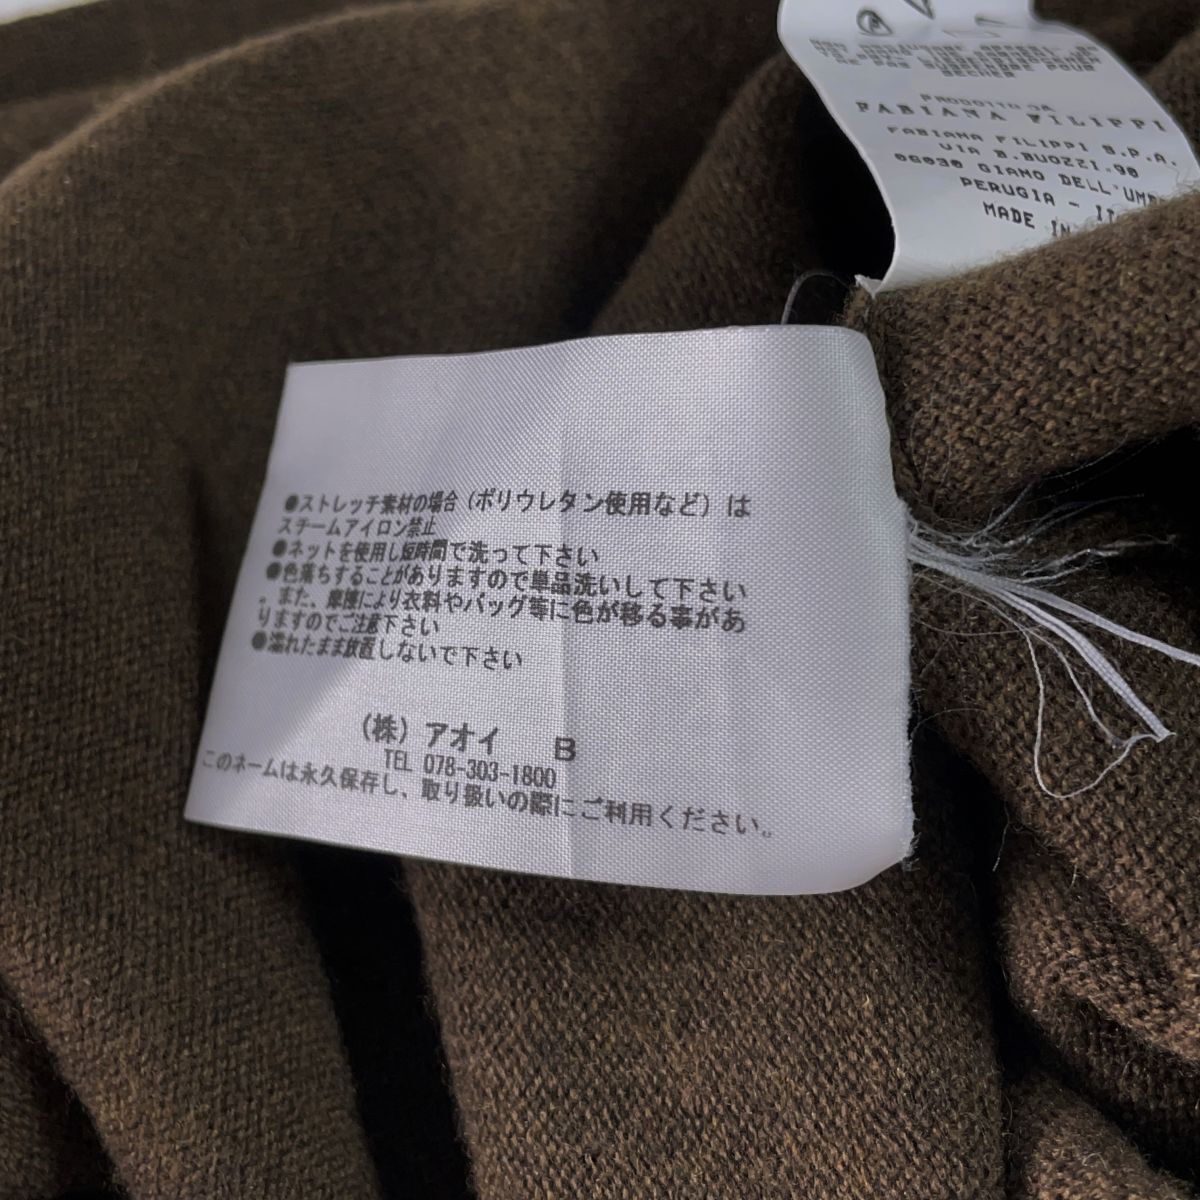 PRODOTTO DA
FABIANA FILIPPI
FABIANA FILIPPI S.P.A.
VIA B.BUOZZI.90
06030 GIANO DELL'UMB
PERUGIA - IT
MADE IN
●ストレッチ素材の場合（ポリウレタン使用など）は
スチームアイロン禁止
●ネットを使用し短時間で洗って下さい
●色落ちすることがありますので単品洗いして下さい
。また、摩擦により衣料やバッグ等に色が移る事があ
りますのでご注意下さい
●濡れたまま放置しないで下さい
（株）アオイ B
TEL 078-303-1800
このネームは永久保存し、取り扱いの際にご利用ください。